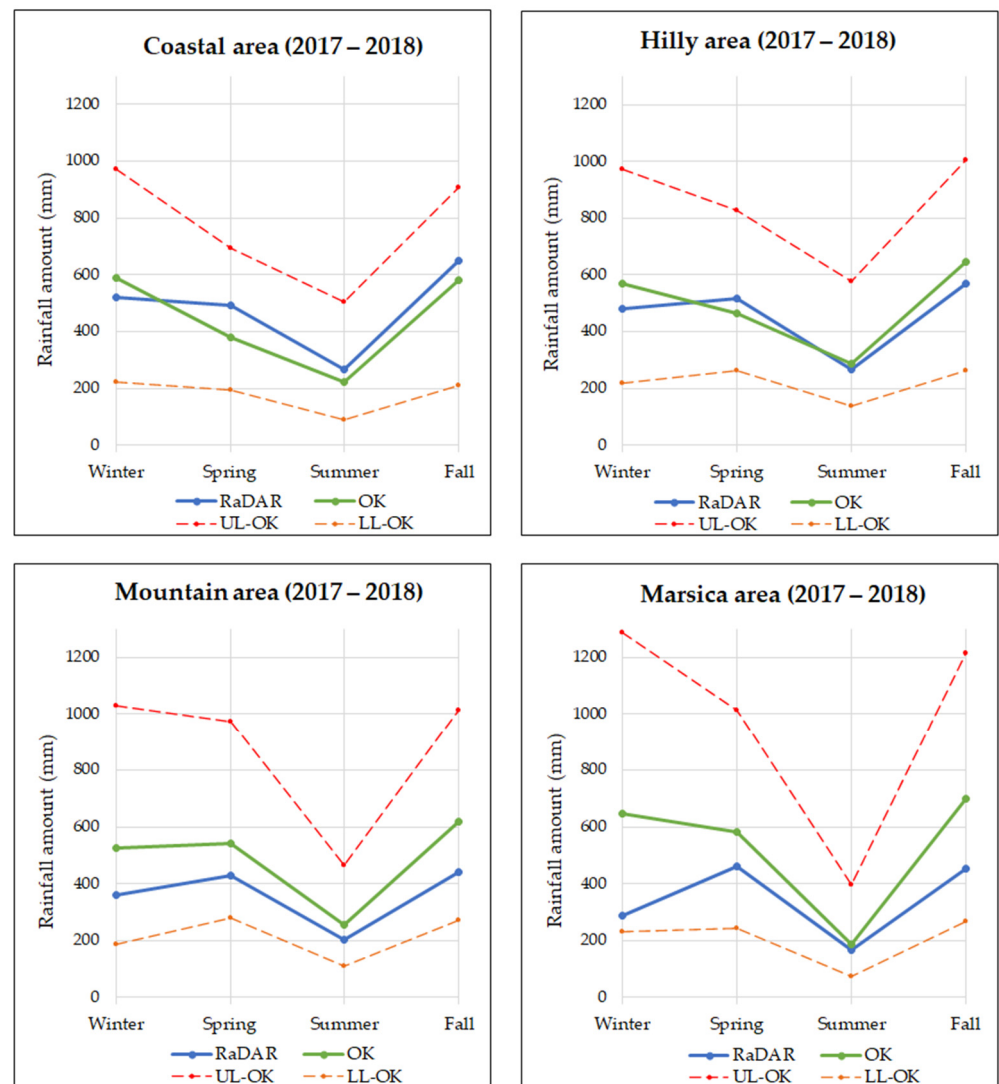 Coastal area (2017 – 2018)
Rainfall amount (mm)
1200
1000
800
600
400
200
0
Winter Spring Summer Fall
RaDAR OK
UL-OK LL-OK
Hilly area (2017 – 2018)
Rainfall amount (mm)
1200
1000
800
600
400
200
0
Winter Spring Summer Fall
RaDAR OK
UL-OK LL-OK
Mountain area (2017 – 2018)
Rainfall amount (mm)
1200
1000
800
600
400
200
0
Winter Spring Summer Fall
RaDAR OK
UL-OK LL-OK
Marsica area (2017 – 2018)
Rainfall amount (mm)
1200
1000
800
600
400
200
0
Winter Spring Summer Fall
RaDAR OK
UL-OK LL-OK